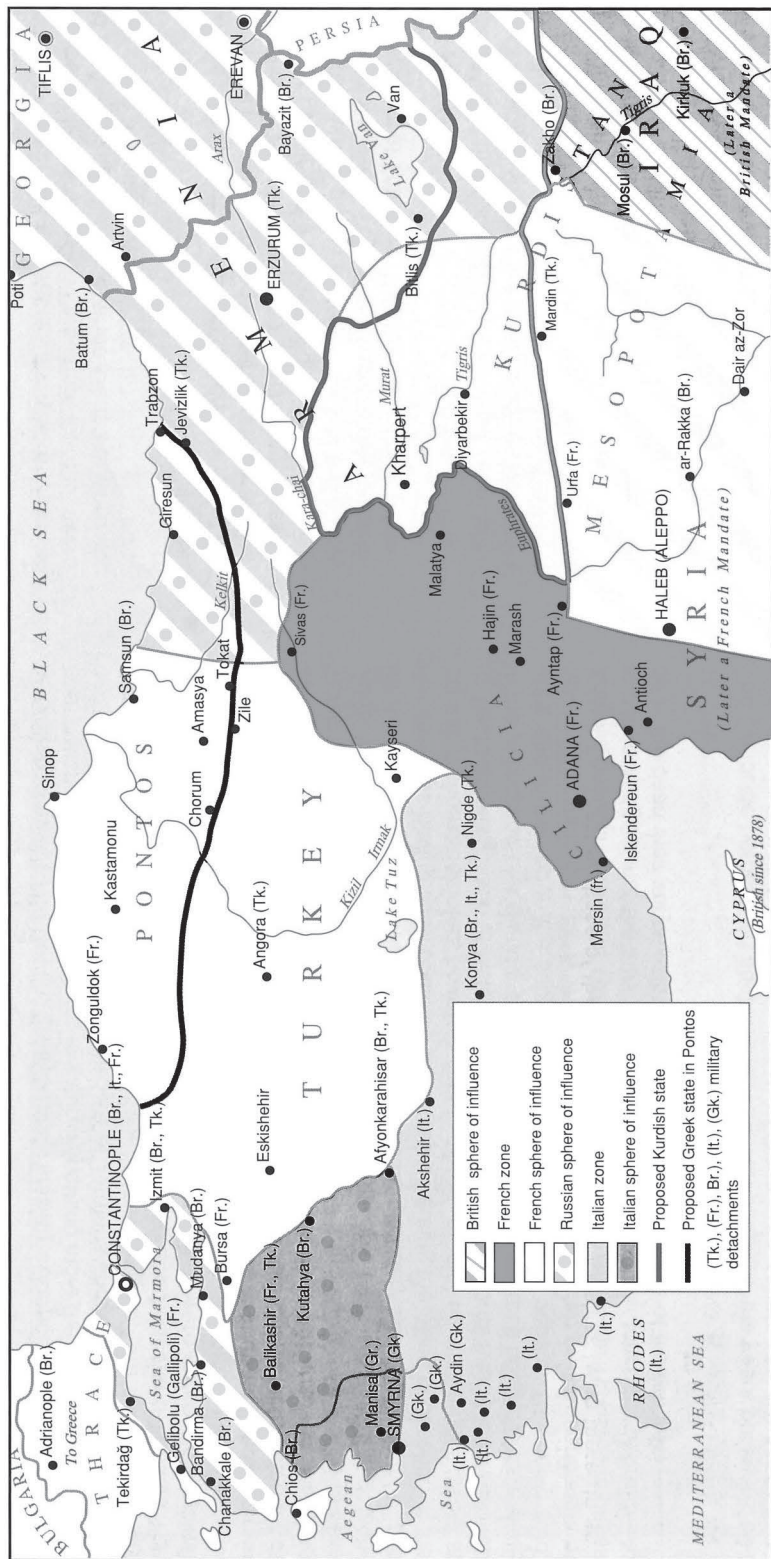 BULGARIA
Adrianople (Br.)
To Greece
THRACE
Tekirdağ (Tk.)
CONSTANTINOPLE (Br., It., Fr.)
Sea of Marmora
Gelibolu (Gallipoli) (Fr.)
Bandirma (Br.)
Chanakkale (Br.)
Mudanya (Br.)
Izmit (Br., Tk.)
Bursa (Fr.)
Balikashir (Fr., Tk.)
Kutahya (Br.)
Chios (Br.)
Manisa (Gr.)
SMYRNA (Gk)
(Gk.)
(Gk.)
Aydin (Gk.)
(It.)
(It.)
(It.)
(It.)
(It.)
(It.)
Aegean
Sea
RHODES
(It.)
MEDITERRANEAN SEA
BLACK SEA
Zonguldok (Fr.)
Kastamonu
Sinop
Samsun (Br.)
PONTOS
Chorum
Amasya
Zile
Tokat
Kelkit
Giresun
Trabzon
Jevizlik (Tk.)
Batum (Br.)
Poti
Artvin
GEORGIA
TIFLIS
EREVAN
Arax
Bayazit (Br.)
PERSIA
ARMENIA
ERZURUM (Tk.)
Lake Van
Van
Bitlis (Tk.)
Murat
Kara-chai
Kharpert
Diyarbekir
Tigris
KURDISTAN
Mardin (Tk.)
Zakho (Br.)
Tigris
Mosul (Br.)
Kirkuk (Br.)
IRAQ
(Later a
British Mandate)
MESOPOTAMIA
Dair az-Zor
ar-Rakka (Br.)
Urfa (Fr.)
Euphrates
HALEB (ALEPPO)
SYRIA
(Later a French Mandate)
Malatya
Sivas (Fr.)
Hajin (Fr.)
Marash
Ayntap (Fr.)
CILICIA
ADANA (Fr.)
Antioch
Iskendereun (Fr.)
Mersin (fr.)
CYPRUS
(British since 1878)
TURKEY
Eskishehir
Angora (Tk.)
Kizil Irmak
Lake Tuz
Kayseri
Nigde (Tk.)
Konya (Br., It., Tk.)
Afyonkarahisar (Br., Tk.)
Akshehir (It.)
British sphere of influence
French zone
French sphere of influence
Russian sphere of influence
Italian zone
Italian sphere of influence
Proposed Kurdish state
Proposed Greek state in Pontos
(Tk.), (Fr.), Br.), (It.), (Gk.) military
detachments